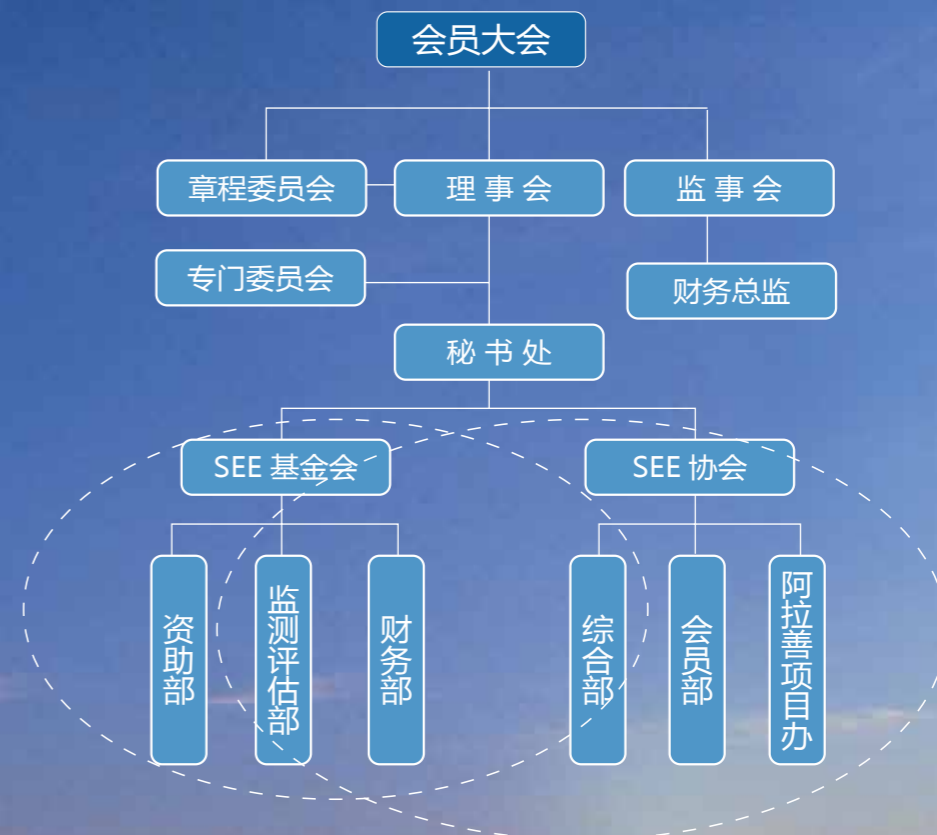 会员大会
章程委员会
理事会
监事会
专门委员会
财务总监
秘书处
SEE 基金会
SEE 协会
资助部
监测评估部
财务部
综合部
会员部
阿拉善项目办